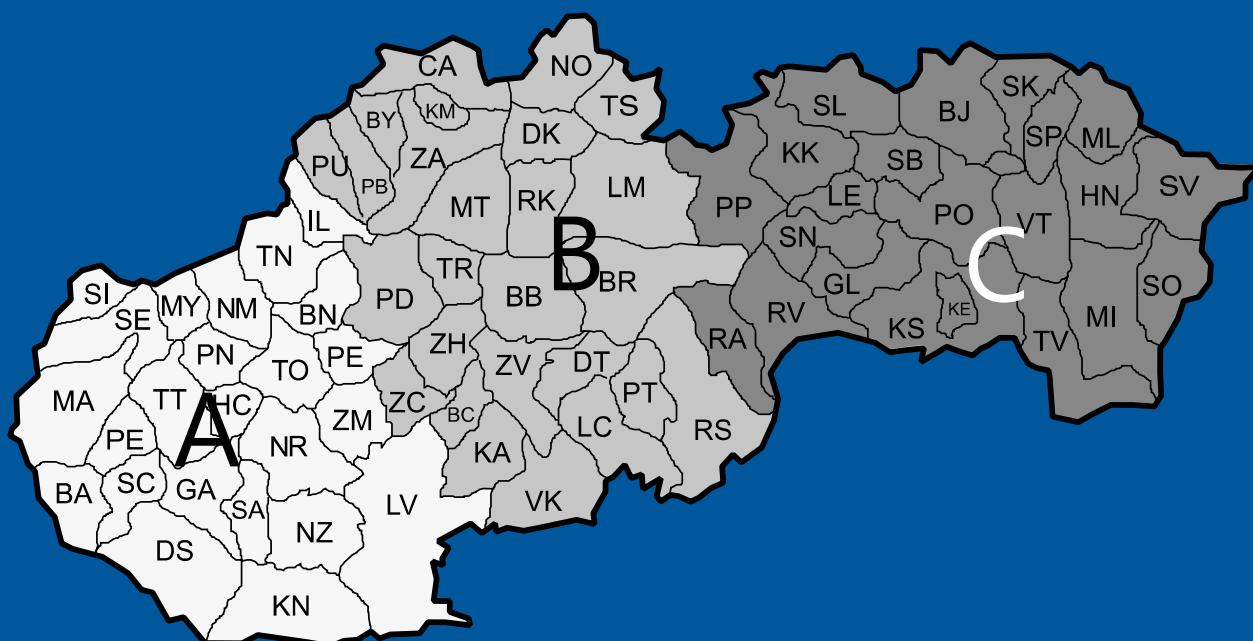 CA
NO
TS
KM
BY
DK
ZA
PU
PB
MT
RK
LM
IL
TN
TR
B
BB
BR
PD
BN
SI
SE
MY
NM
PN
TO
PE
ZH
ZV
DT
PT
MA
TT
HC
A
ZM
ZC
BC
LC
RS
PE
NR
KA
BA
SC
GA
SA
LV
VK
NZ
DS
KN
SL
BJ
SK
SP
ML
KK
SB
LE
HN
SV
PP
PO
VT
SN
C
GL
SO
RV
KS
KE
MI
RA
TV